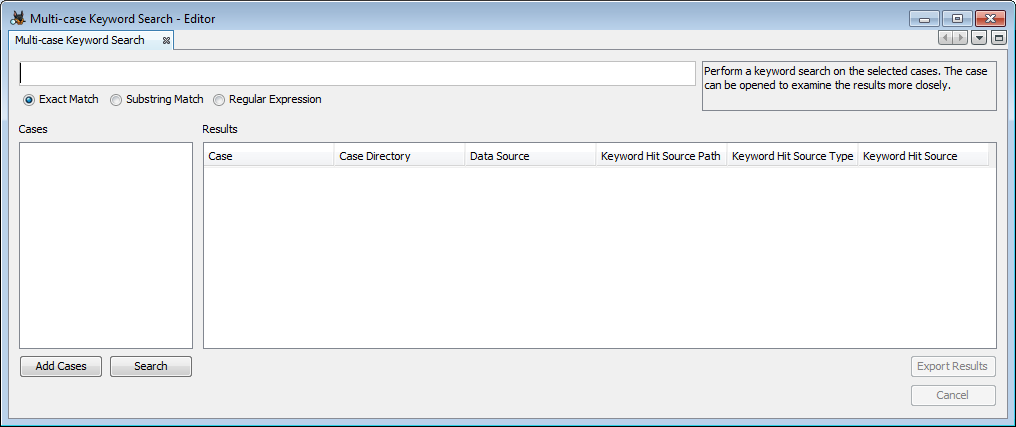 Multi-case Keyword Search - Editor
Multi-case Keyword Search
Perform a keyword search on the selected cases. The case
can be opened to examine the results more closely.
Exact Match Substring Match Regular Expression
Cases Results
Case Case Directory Data Source Keyword Hit Source Path Keyword Hit Source Type Keyword Hit Source
Add Cases Search Export Results
Cancel